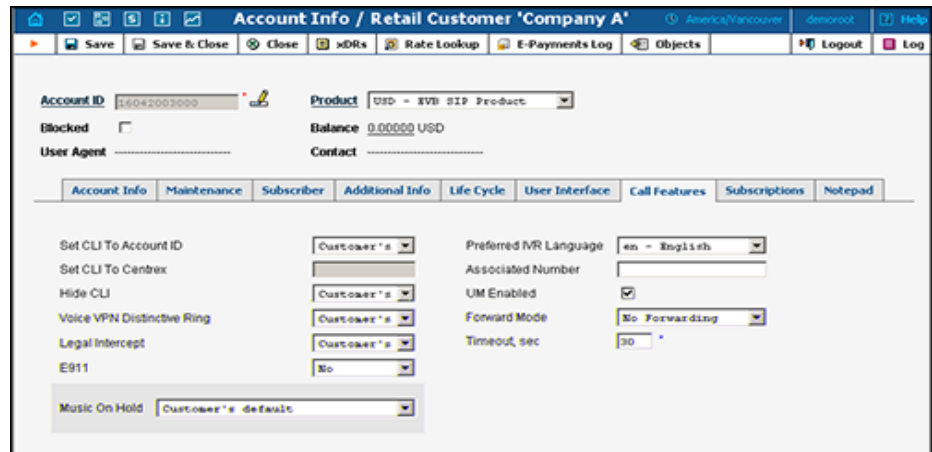 Account Info / Retail Customer 'Company A' America/Vancouver demoroot Help
Save Save & Close Close xDRs Rate Lookup E-Payments Log Objects Logout Log
Account ID 16042003000 * Product USD - XVB SIP Product
Blocked Balance 0.00000 USD
User Agent ---------------------------- Contact ----------------------------
Account Info Maintenance Subscriber Additional Info Life Cycle User Interface Call Features Subscriptions Notepad
Set CLI To Account ID Customer's Preferred IVR Language en - English
Set CLI To Centrex Associated Number
Hide CLI Customer's UM Enabled
Voice VPN Distinctive Ring Customer's Forward Mode No Forwarding
Legal Intercept Customer's Timeout, sec 30 *
E911 No
Music On Hold Customer's default